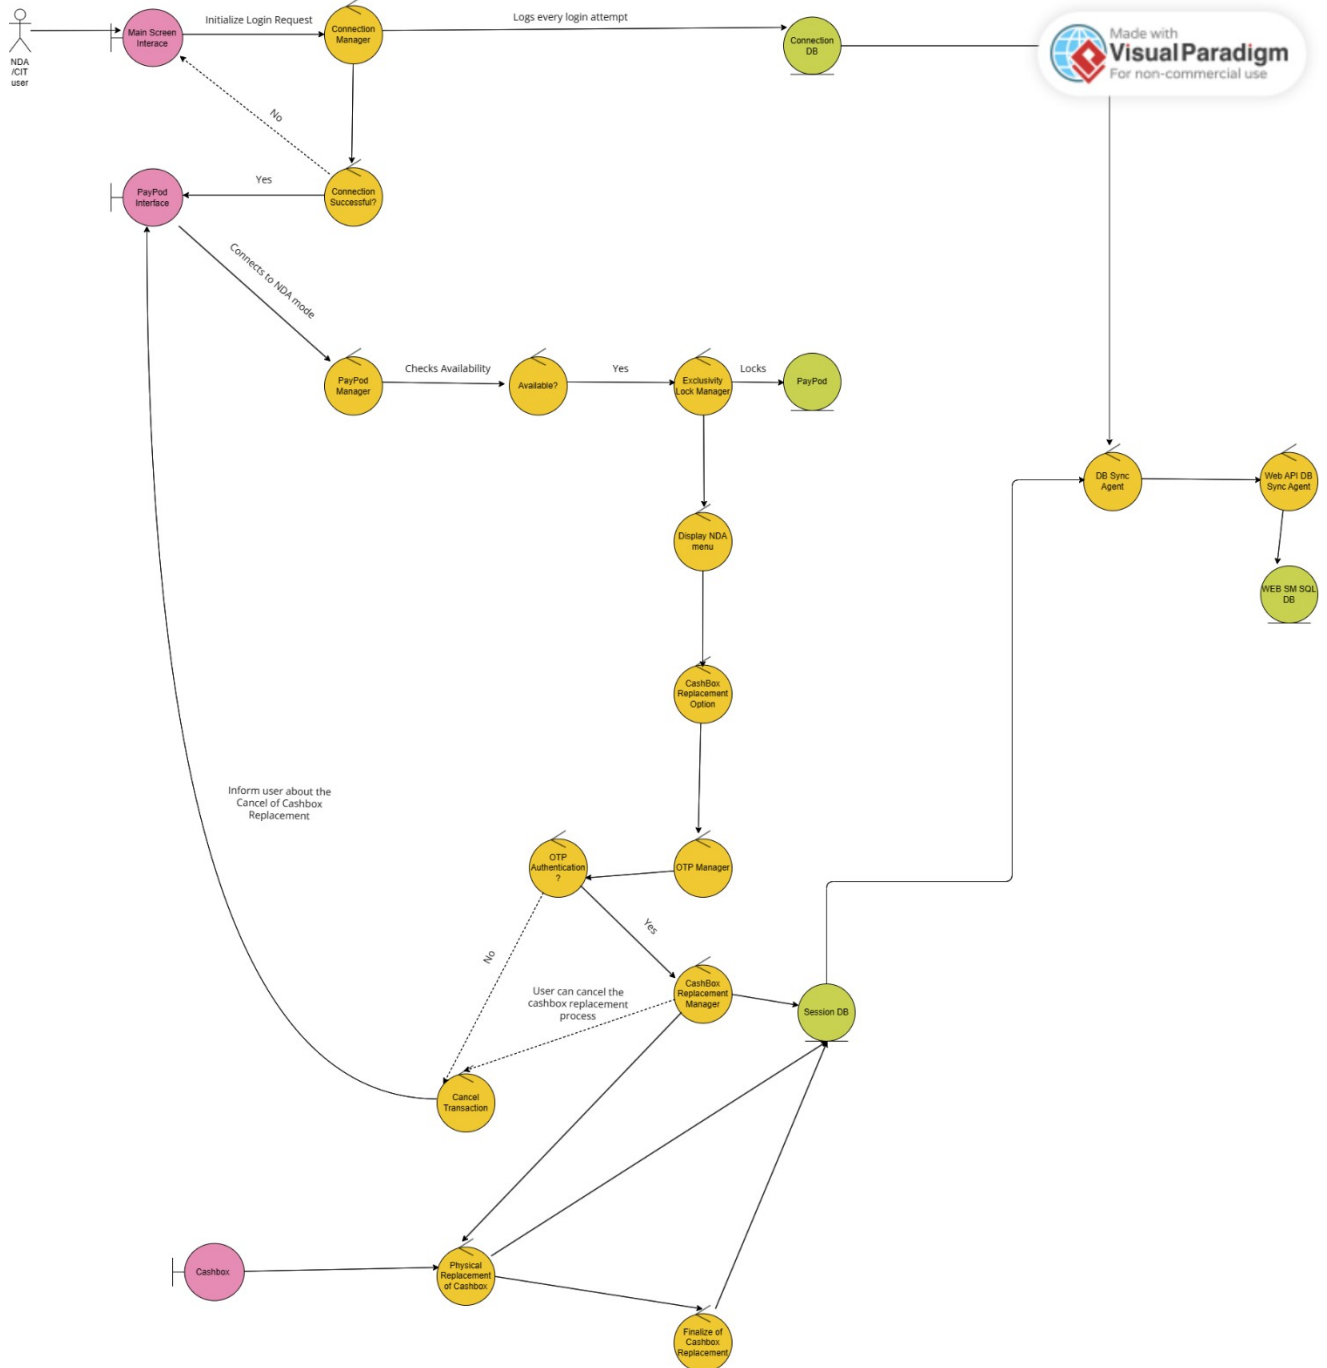 NDA
/CIT
user
Main Screen
Interace
Initialize Login Request
Connection
Manager
Logs every login attempt
Connection
DB
Made with
Visual Paradigm
For non-commercial use
No
PayPod
Interface
Yes
Connection
Successful?
Connects to NDA mode
PayPod
Manager
Checks Availability
Available?
Yes
Exclusivity
Lock Manager
Locks
PayPod
DB Sync
Agent
Web API DB
Sync Agent
Display NDA
menu
WEB SM SQL
DB
CashBox
Replacement
Option
Inform user about the
Cancel of Cashbox
Replacement
OTP
Authentication
?
OTP Manager
Yes
No
User can cancel the
cashbox replacement
process
CashBox
Replacement
Manager
Session DB
Cancel
Transaction
Cashbox
Physical
Replacement
of Cashbox
Finalize of
Cashbox
Replacement